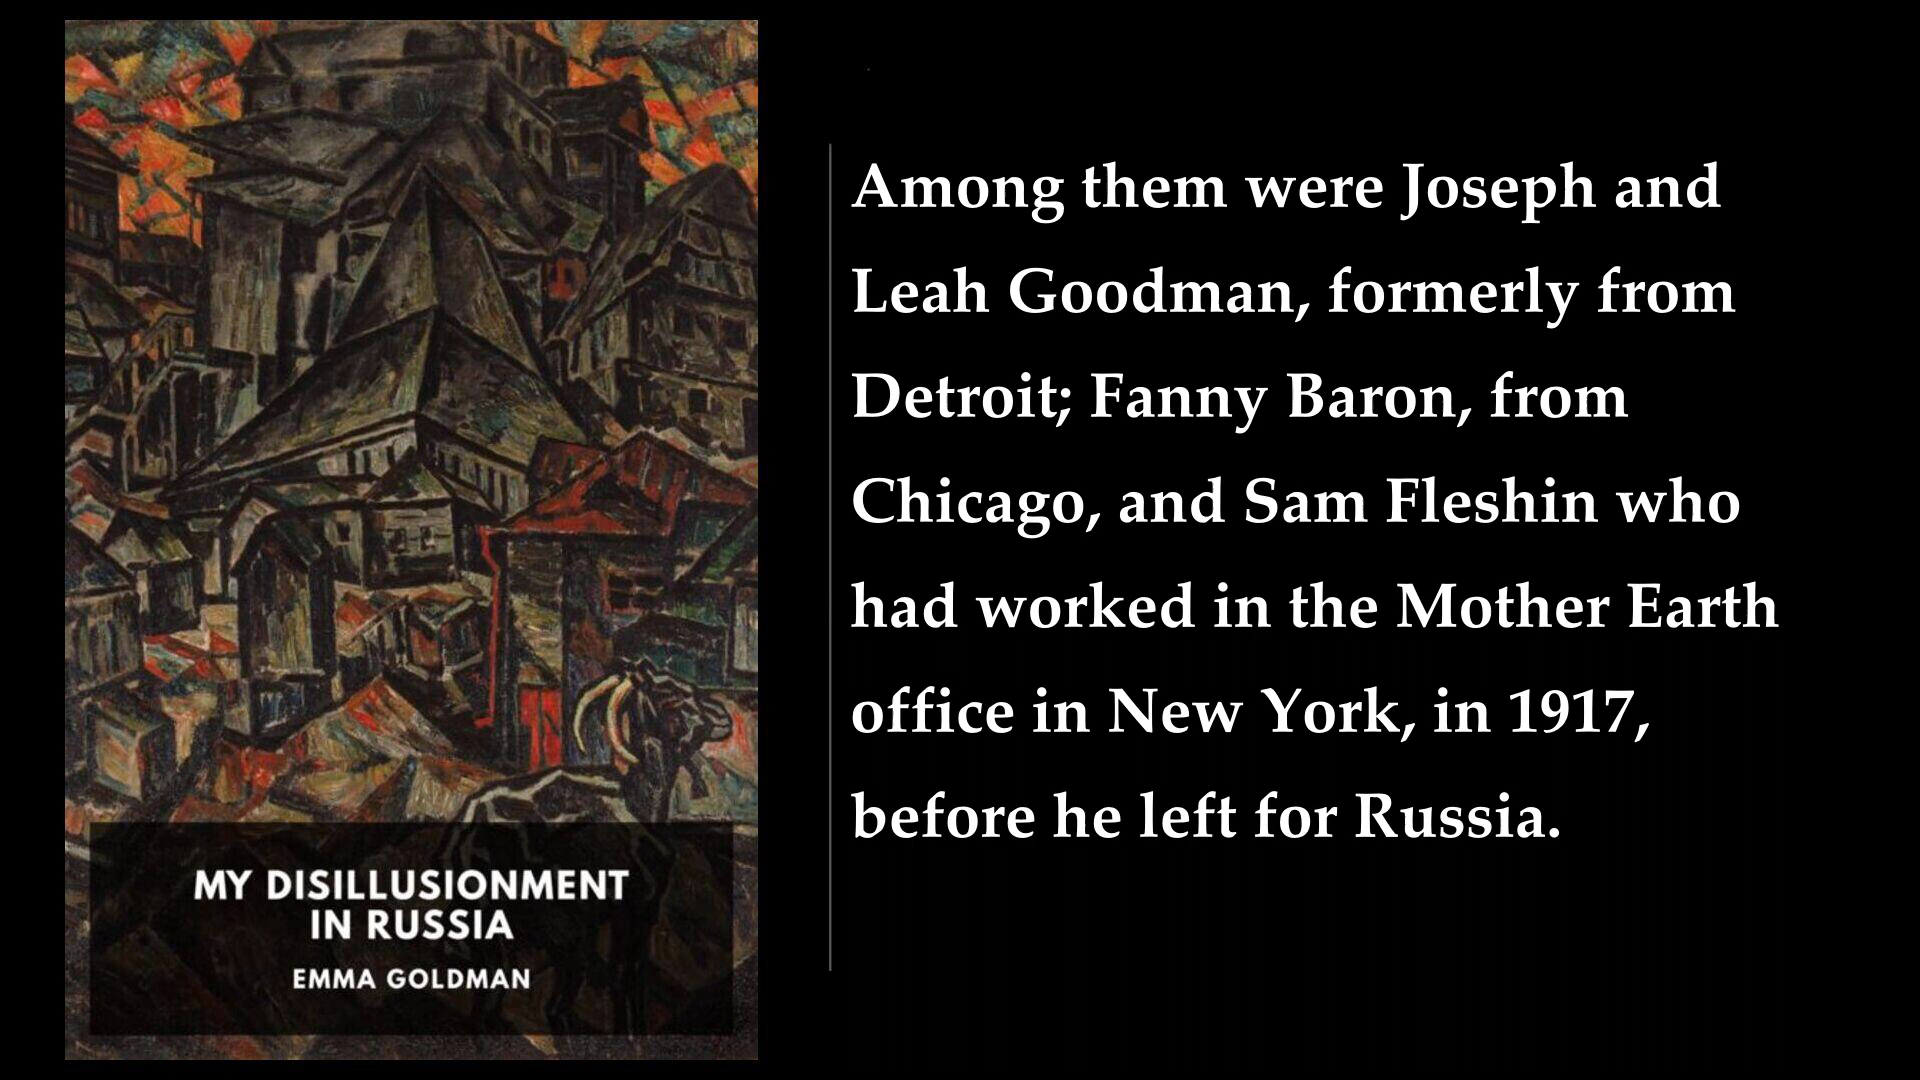 MY DISILLUSIONMENT
IN RUSSIA
EMMA GOLDMAN
Among them were Joseph and
Leah Goodman, formerly from
Detroit; Fanny Baron, from
Chicago, and Sam Fleshin who
had worked in the Mother Earth
office in New York, in 1917,
before he left for Russia.